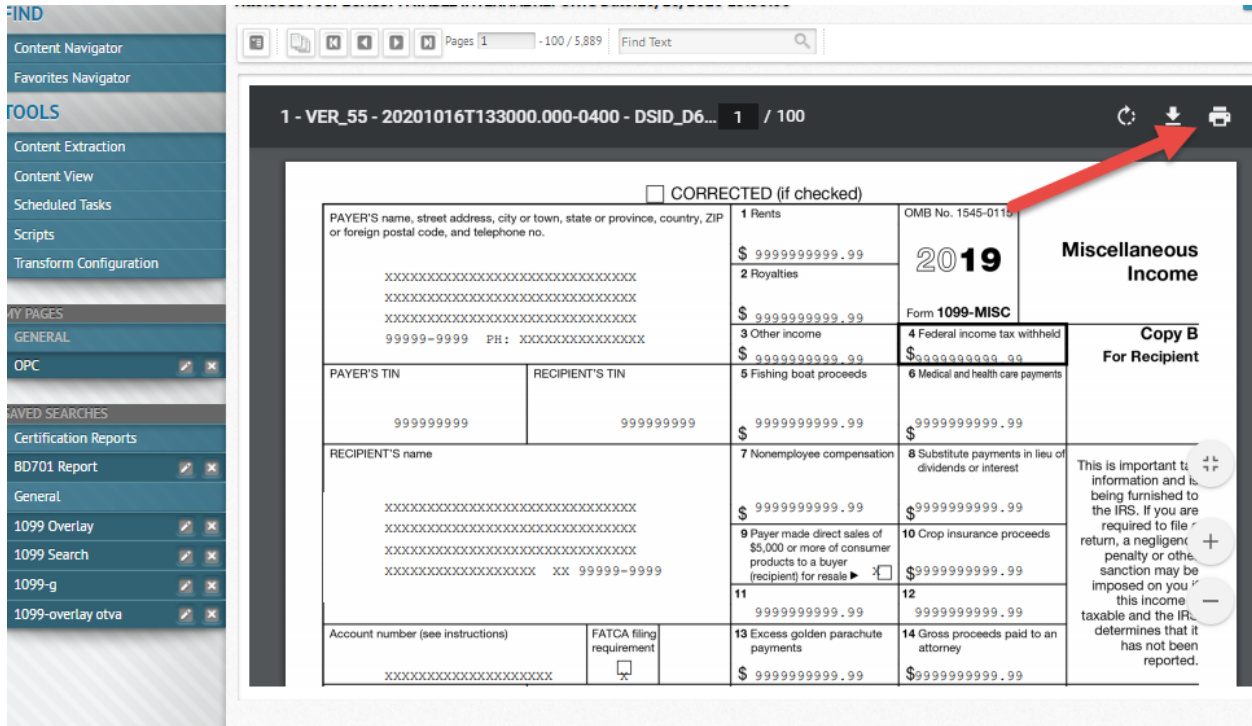 FIND
Content Navigator
Favorites Navigator
TOOLS
Content Extraction
Content View
Scheduled Tasks
Scripts
Transform Configuration
MY PAGES
GENERAL
OPC
SAVED SEARCHES
Certification Reports
BD701 Report
General
1099 Overlay
1099 Search
1099-g
1099-overlay otva
Pages 1 - 100 / 5,889 Find Text
1 - VER_55 - 20201016T133000.000-0400 - DSID_D6... 1 / 100
CORRECTED (if checked)
PAYER'S name, street address, city or town, state or province, country, ZIP
or foreign postal code, and telephone no.
XXXXXXXXXXXXXXXXXXXXXXXXXXXXXX
XXXXXXXXXXXXXXXXXXXXXXXXXXXXXX
XXXXXXXXXXXXXXXXXXXXXXXXXXXXXX
99999-9999 PH: XXXXXXXXXXXXXXX
1 Rents
$ 9999999999.99
2 Royalties
$ 9999999999.99
OMB No. 1545-0115
2019
Form 1099-MISC
Miscellaneous
Income
3 Other income
$ 9999999999.99
4 Federal income tax withheld
$9999999999.99
Copy B
For Recipient
PAYER'S TIN
999999999
RECIPIENT'S TIN
999999999
5 Fishing boat proceeds
$ 9999999999.99
6 Medical and health care payments
$9999999999.99
RECIPIENT'S name
XXXXXXXXXXXXXXXXXXXXXXXXXXXXXX
XXXXXXXXXXXXXXXXXXXXXXXXXXXXXX
XXXXXXXXXXXXXXXXXXXXXXXXXXXXXX
XXXXXXXXXXXXXXXXXX XX 99999-9999
7 Nonemployee compensation
$ 9999999999.99
8 Substitute payments in lieu of
dividends or interest
$9999999999.99
9 Payer made direct sales of
$5,000 or more of consumer
products to a buyer
(recipient) for resale ► X
10 Crop insurance proceeds
$9999999999.99
11
9999999999.99
12
9999999999.99
Account number (see instructions)
XXXXXXXXXXXXXXXXXXXX
FATCA filing
requirement
X
13 Excess golden parachute
payments
$ 9999999999.99
14 Gross proceeds paid to an
attorney
$9999999999.99
This is important
information and is
being furnished to
the IRS. If you are
required to file
return, a
penalty or
sanction may be
imposed on you
this income
taxable and the
determines that it
has not been
reported.